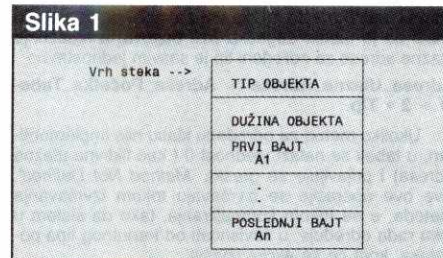 Slika 1
Vrh steka -->
TIP OBJEKTA
DUŽINA OBJEKTA
PRVI BAJT
A1
.
.
POSLEDNJI BAJT
An